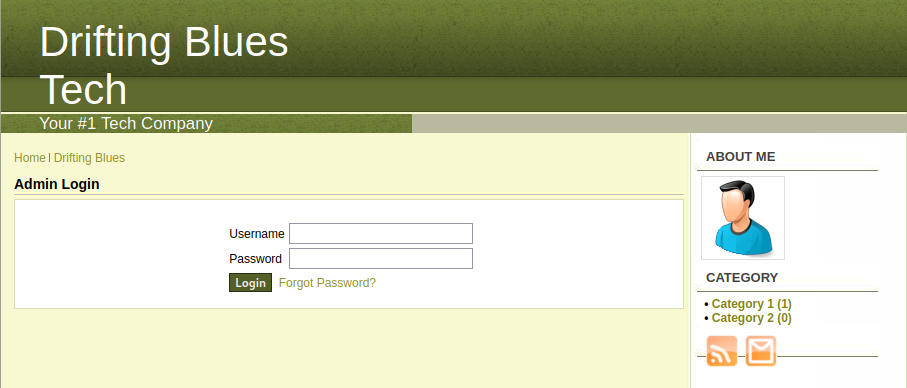 Drifting Blues
Tech
Your #1 Tech Company
Home | Drifting Blues
Admin Login
Username
Password
Login Forgot Password?
ABOUT ME
CATEGORY
• Category 1 (1)
• Category 2 (0)